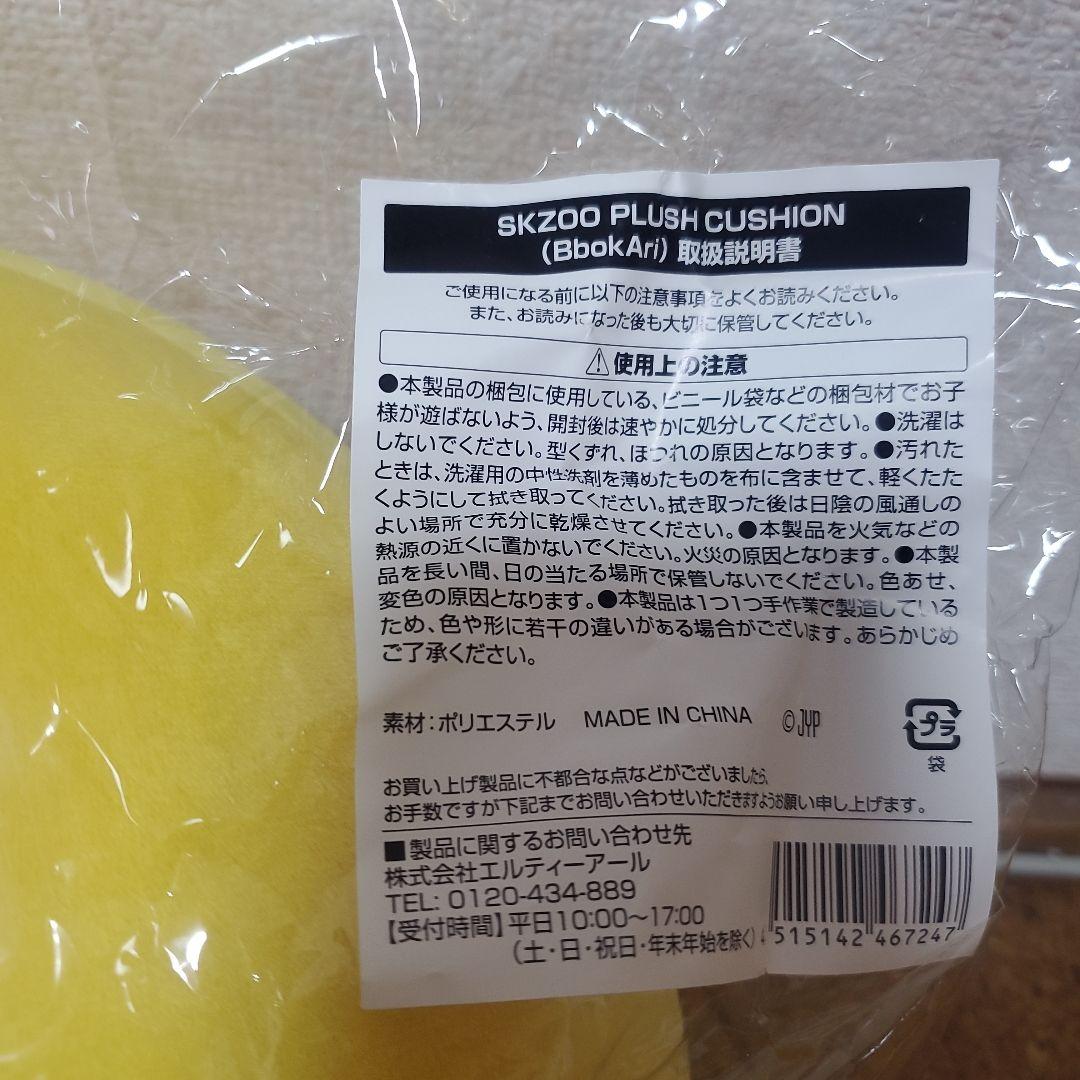 SKZOO PLUSH CUSHION
(BbokAri) 取扱説明書
ご使用になる前に以下の注意事項をよくお読みください。
また、お読みになった後も大切に保管してください。
⚠使用上の注意
●本製品の梱包に使用している、ビニール袋などの梱包材でお子
様が遊ばないよう、開封後は速やかに処分してください。●洗濯は
しないでください。型くずれ、ほつれの原因となります。●汚れた
ときは、洗濯用の中性洗剤を薄めたものを布に含ませて、軽くたた
くようにして拭き取ってください。拭き取った後は日陰の風通しの
よい場所で充分に乾燥させてください。●本製品を火気などの
熱源の近くに置かないでください。火災の原因となります。●本製
品を長い間、日の当たる場所で保管しないでください。色あせ、
変色の原因となります。●本製品は1つ1つ手作業で製造している
ため、色や形に若干の違いがある場合がございます。あらかじめ
ご了承ください。
素材:ポリエステル MADE IN CHINA ©JYP
プラ
袋
お買い上げ製品に不都合な点などがございましたら、
お手数ですが下記までお問い合わせいただきますようお願い申し上げます。
■製品に関するお問い合わせ先
株式会社エルティーアール
TEL: 0120-434-889
【受付時間】平日10:00〜17:00
(土・日・祝日・年末年始を除く)
4 515142 467247